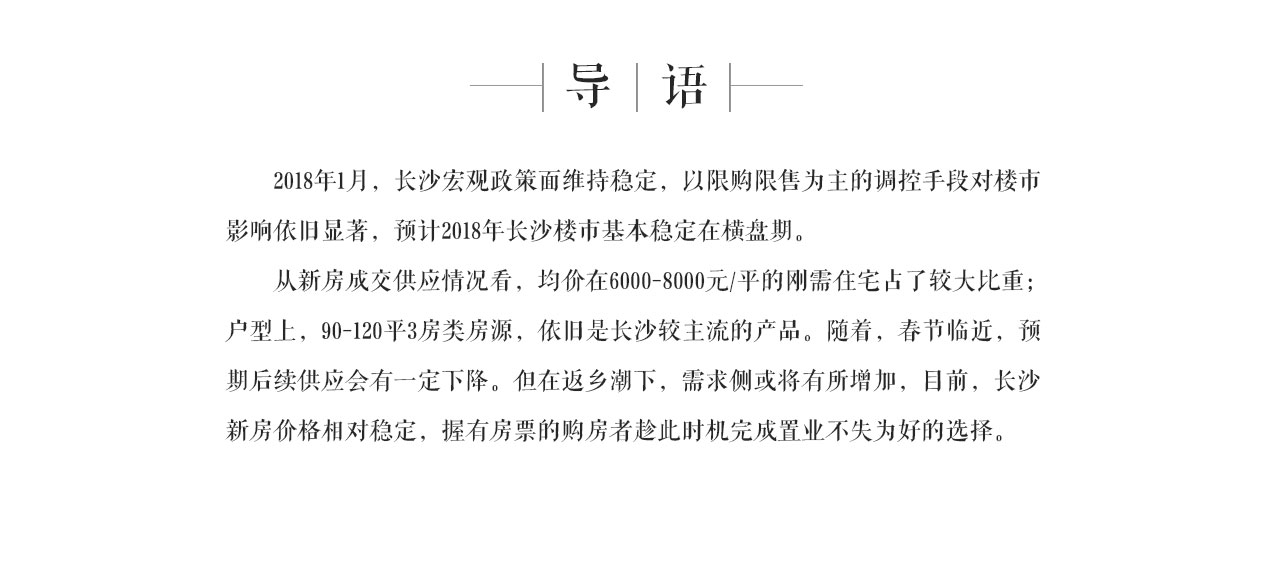 导语
2018年1月，长沙宏观政策面维持稳定，以限购限售为主的调控手段对楼市
影响依旧显著，预计2018年长沙楼市基本稳定在横盘期。
从新房成交供应情况看，均价在6000-8000元/平的刚需住宅占了较大比重；
户型上，90-120平3房类房源，依旧是长沙较主流的产品。随着，春节临近，预
期后续供应会有一定下降。但在返乡潮下，需求侧或将有所增加，目前，长沙
新房价格相对稳定，握有房票的购房者趁此时机完成置业不失为好的选择。